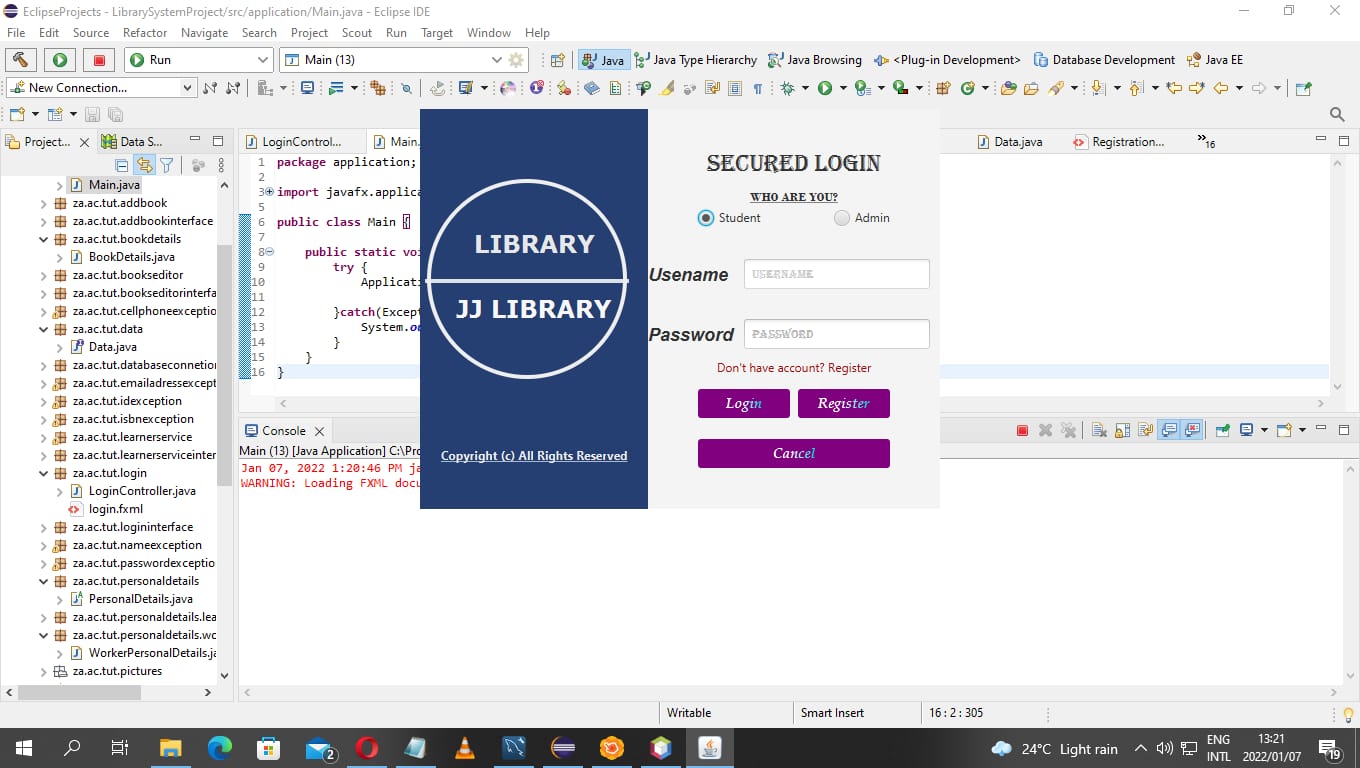 EclipseProjects - LibrarySystemProject/src/application/Main.java - Eclipse IDE
File Edit Source Refactor Navigate Search Project Scout Run Target Window Help
Run
Main (13)
Java
Java Type Hierarchy
Java Browsing
<Plug-in Development>
Database Development
Java EE
New Connection...
Project...
Data S...
Main.java
za.ac.tut.addbook
za.ac.tut.addbookinterface
za.ac.tut.bookdetails
BookDetails.java
za.ac.tut.bookseditor
za.ac.tut.bookseditorinterfa
za.ac.tut.cellphoneexceptio
za.ac.tut.data
Data.java
za.ac.tut.databaseconnetion
za.ac.tut.emailadressexcept
za.ac.tut.idexception
za.ac.tut.isbnexception
za.ac.tut.learnerservice
za.ac.tut.learnerserviceinter
za.ac.tut.login
LoginController.java
login.fxml
za.ac.tut.logininterface
za.ac.tut.nameexception
za.ac.tut.passwordexceptio
za.ac.tut.personaldetails
PersonalDetails.java
za.ac.tut.personaldetails.lea
za.ac.tut.personaldetails.wo
WorkerPersonalDetails.ja
za.ac.tut.pictures
LoginControl...
Main.
Data.java
Registration...
16
1 package application;
2
3 import javafx.applica
5
6 public class Main {
7
8 public static voi
9 try {
10 Applicati
11
12 }catch(Except
13 System.ou
14 }
15 }
16 }
LIBRARY
JJ LIBRARY
Copyright (c) All Rights Reserved
SECURED LOGIN
WHO ARE YOU?
Student
Admin
Usename
USERNAME
Password
PASSWORD
Don't have account? Register
Login
Register
Cancel
Console
Main (13) [Java Application] C:\Pro
Jan 07, 2022 1:20:46 PM ja
WARNING: Loading FXML docu
Writable
Smart Insert
16 : 2 : 305
2
24°C Light rain
ENG
INTL
13:21
2022/01/07
19